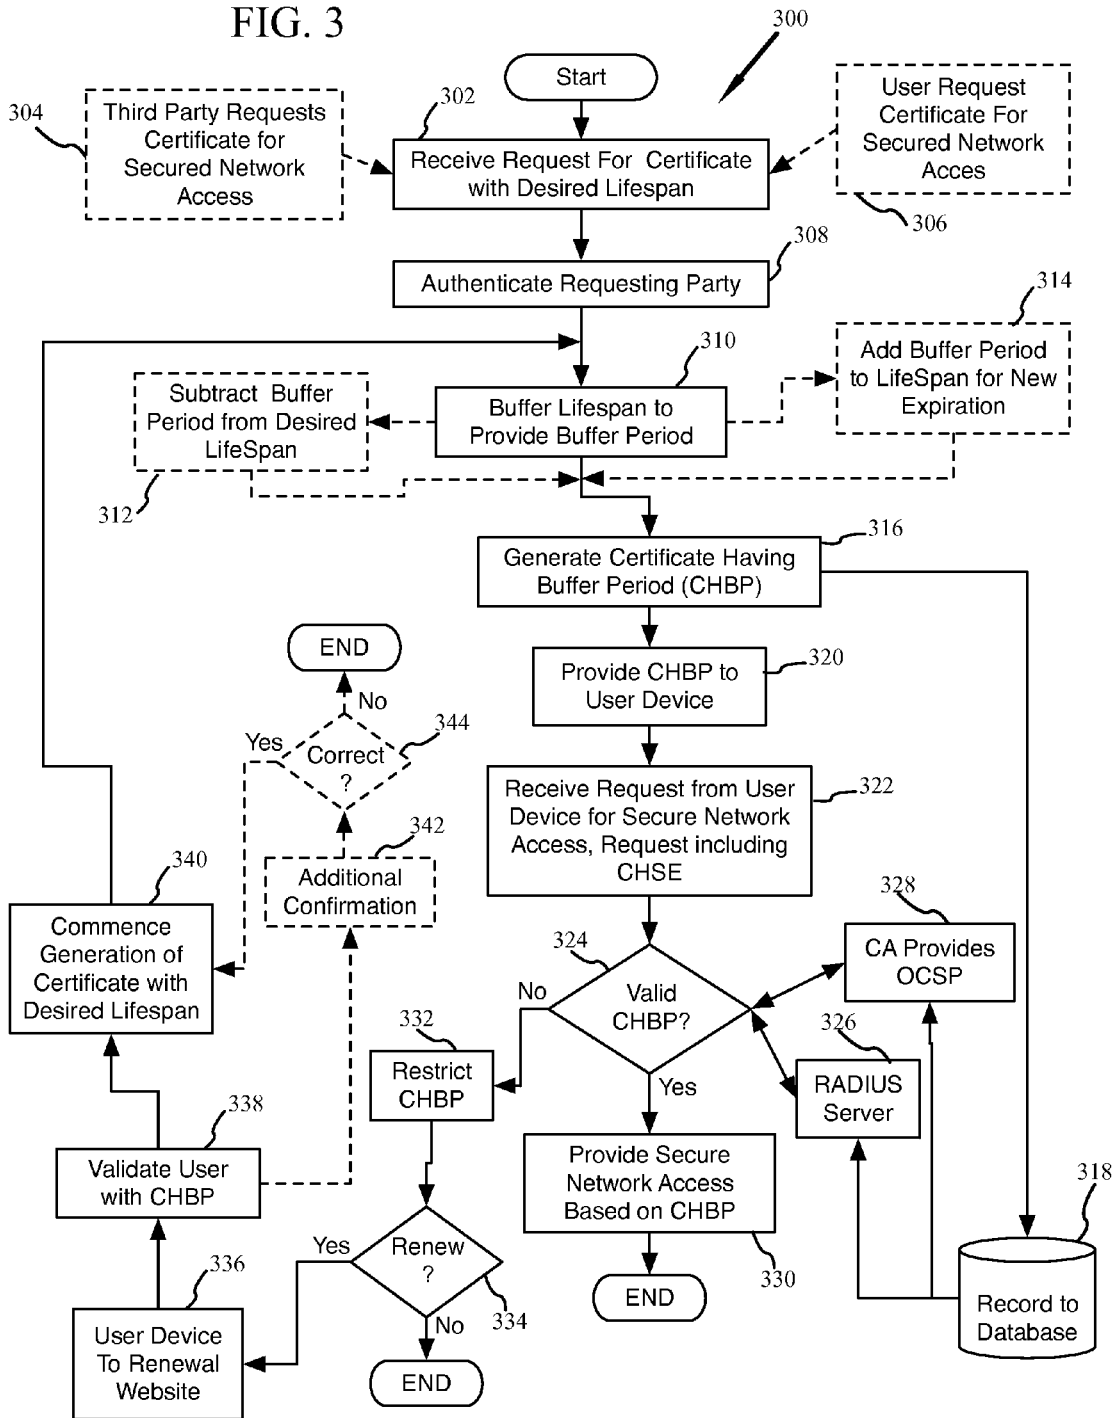 FIG. 3
300
Start
304
Third Party Requests
Certificate for
Secured Network
Access
302
Receive Request For Certificate
with Desired Lifespan
User Request
Certificate For
Secured Network
Acces
306
308
Authenticate Requesting Party
314
310
Add Buffer Period
to LifeSpan for New
Expiration
Subtract Buffer
Period from Desired
LifeSpan
Buffer Lifespan to
Provide Buffer Period
312
316
Generate Certificate Having
Buffer Period (CHBP)
END
320
Provide CHBP to
User Device
No
344
Yes
Correct
?
322
Receive Request from User
Device for Secure Network
Access, Request including
CHSE
342
Additional
Confirmation
340
Commence
Generation of
Certificate with
Desired Lifespan
328
CA Provides
OCSP
324
Valid
CHBP?
No
Yes
332
Restrict
CHBP
326
RADIUS
Server
338
Validate User
with CHBP
Provide Secure
Network Access
Based on CHBP
330
END
318
Record to
Database
Yes
Renew
?
334
No
END
336
User Device
To Renewal
Website